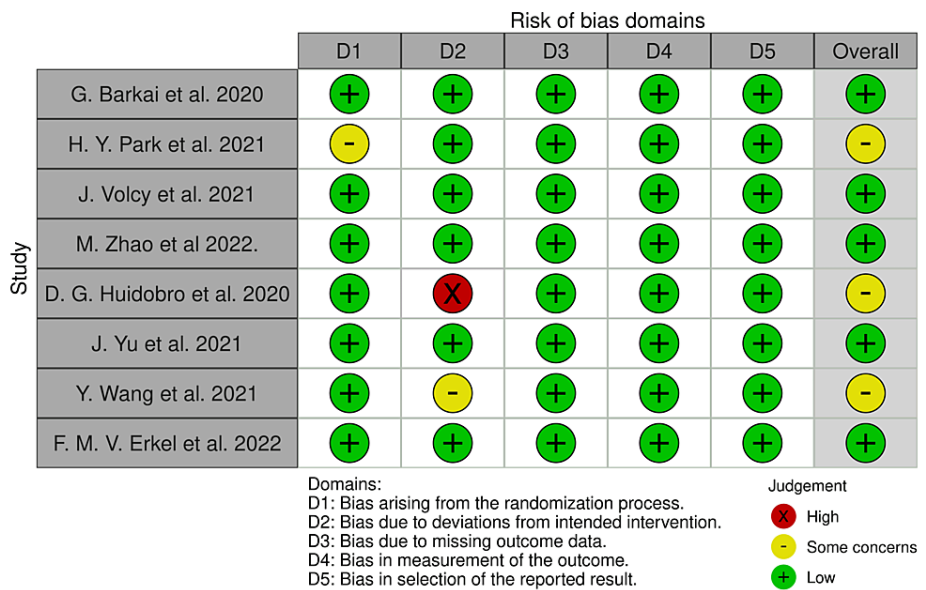 Risk of bias domains
D1 D2 D3 D4 D5 Overall
Study
G. Barkai et al. 2020 + + + + + +
H. Y. Park et al. 2021 - + + + + -
J. Volcy et al. 2021 + + + + + +
M. Zhao et al 2022. + + + + + +
D. G. Huidobro et al. 2020 + X + + + -
J. Yu et al. 2021 + + + + + +
Y. Wang et al. 2021 + - + + + -
F. M. V. Erkel et al. 2022 + + + + + +
Domains:
D1: Bias arising from the randomization process.
D2: Bias due to deviations from intended intervention.
D3: Bias due to missing outcome data.
D4: Bias in measurement of the outcome.
D5: Bias in selection of the reported result.
Judgement
X High
- Some concerns
+ Low